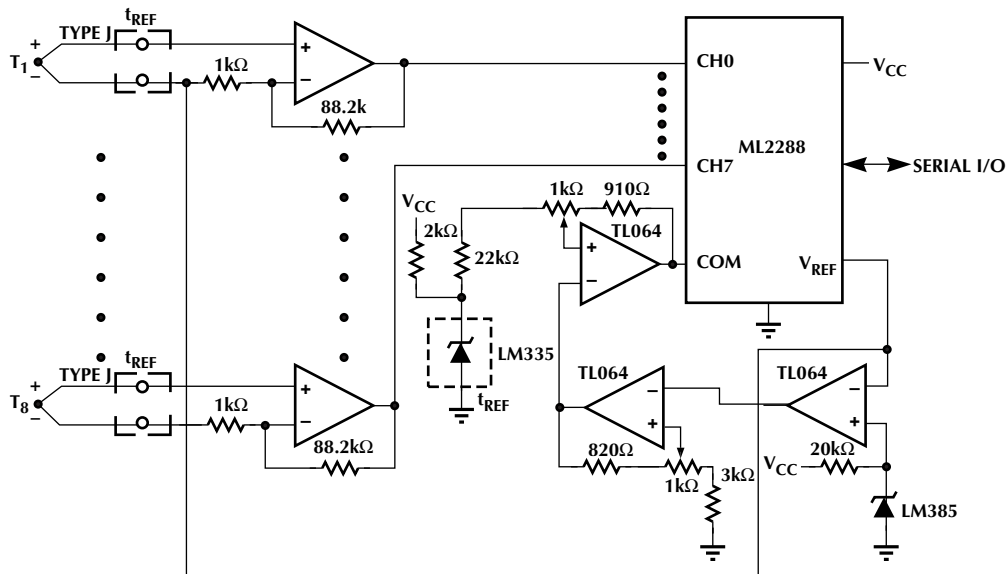 TYPE J
tREF
+
T1
−
1kΩ
+
−
88.2k
CH0
VCC
ML2288
SERIAL I/O
CH7
1kΩ
910Ω
VCC
TL064
2kΩ
22kΩ
+
−
COM
VREF
LM335
tREF
TYPE J
tREF
+
T8
−
1kΩ
+
−
88.2kΩ
TL064
−
+
TL064
−
+
820Ω
1kΩ
3kΩ
VCC
20kΩ
LM385